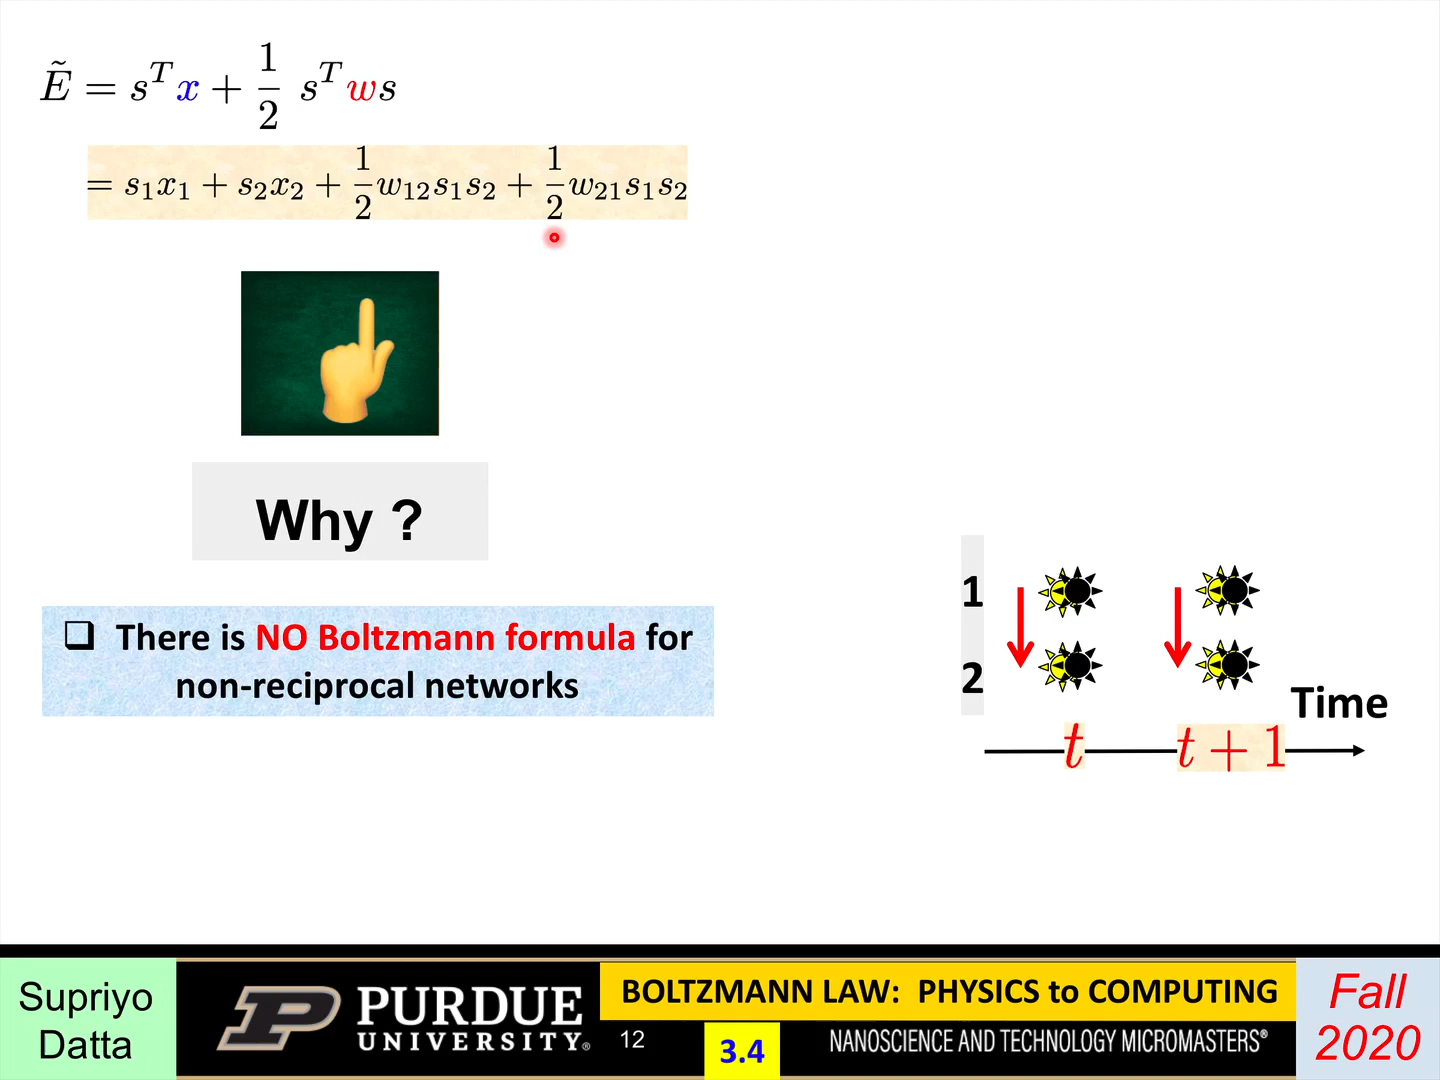 Ẽ = sᵀx + 1/2 sᵀws
= s₁x₁ + s₂x₂ + 1/2 w₁₂s₁s₂ + 1/2 w₂₁s₁s₂
Why ?
❑ There is NO Boltzmann formula for
non-reciprocal networks
1
2
Time
t
t + 1
Supriyo
Datta
PURDUE
UNIVERSITY®
12
BOLTZMANN LAW: PHYSICS to COMPUTING
3.4
NANOSCIENCE AND TECHNOLOGY MICROMASTERS®
Fall
2020